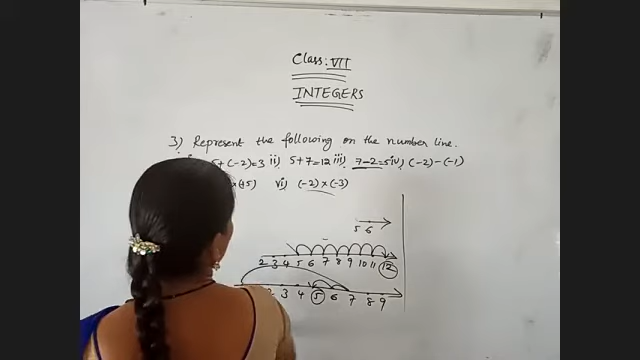 Class: VII
INTEGERS
3) Represent the following on the number line.
5+(-2)=3 ii) 5+7=12 iii) 7-2=5 iv) (-2)-(-1)
vi) (-2)×(-3)
5 6
2 3 4 5 6 7 8 9 10 11 12
3 4 5 6 7 8 9